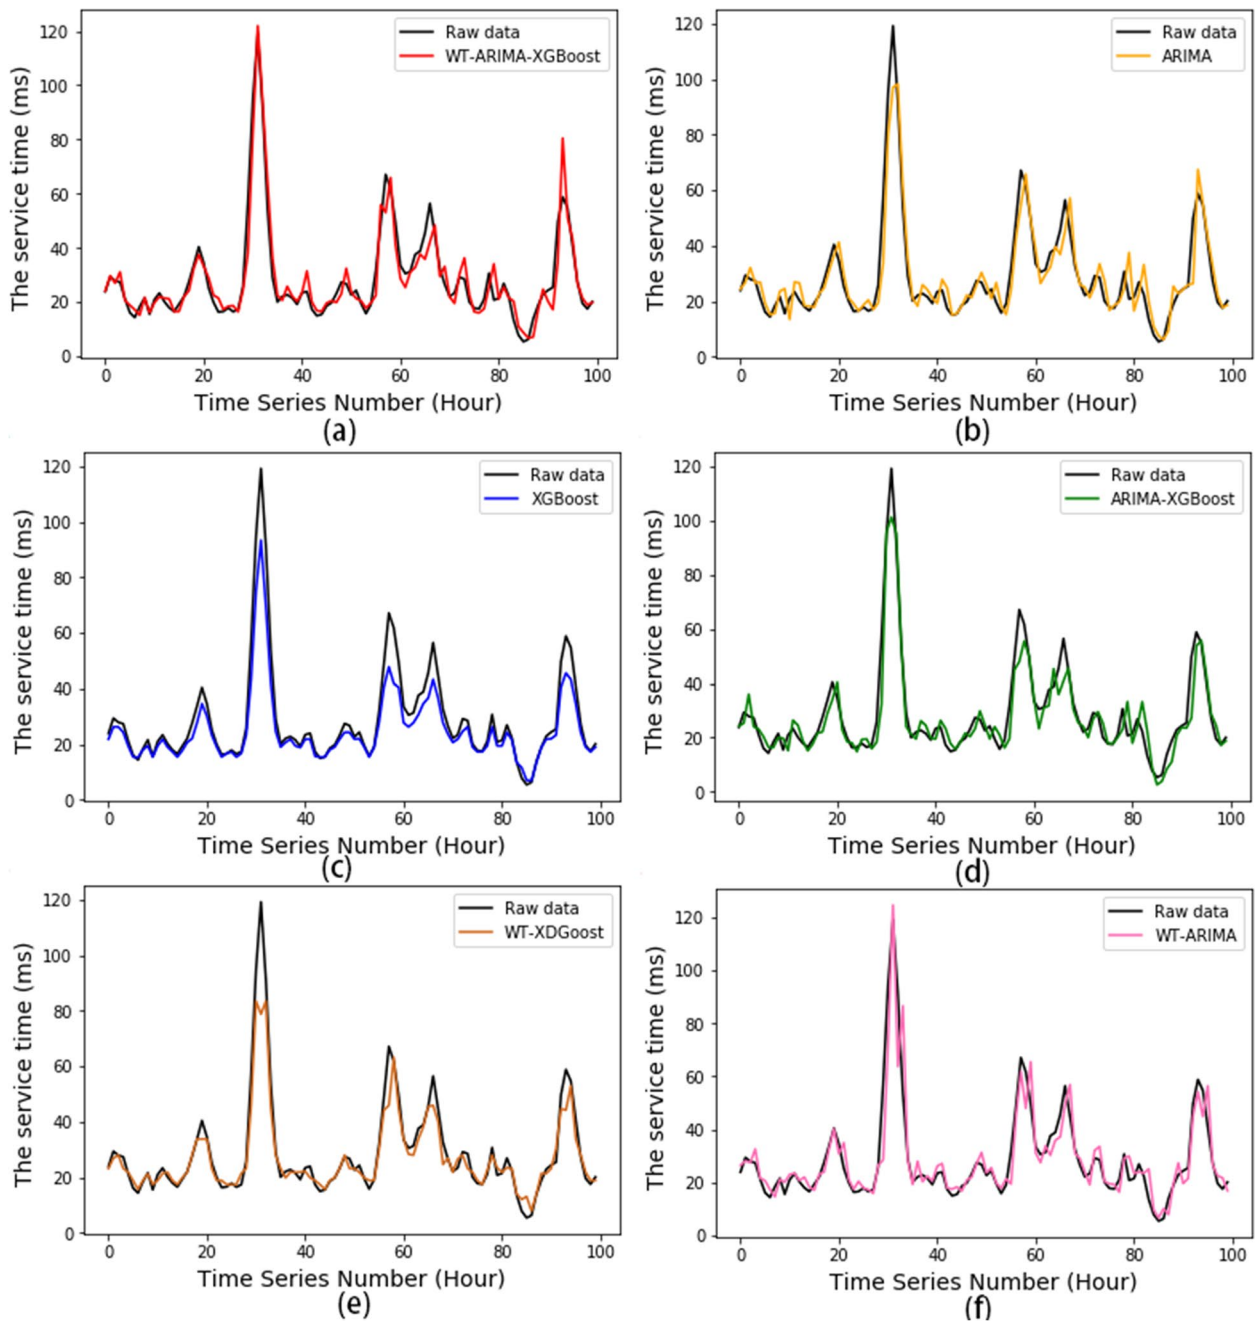 Raw data
WT-ARIMA-XGBoost
The service time (ms)
120
100
80
60
40
20
0
0 20 40 60 80 100
Time Series Number (Hour)
(a)
Raw data
ARIMA
The service time (ms)
120
100
80
60
40
20
0
0 20 40 60 80 100
Time Series Number (Hour)
(b)
Raw data
XGBoost
The service time (ms)
120
100
80
60
40
20
0
0 20 40 60 80 100
Time Series Number (Hour)
(c)
Raw data
ARIMA-XGBoost
The service time (ms)
120
100
80
60
40
20
0
0 20 40 60 80 100
Time Series Number (Hour)
(d)
Raw data
WT-XDGoost
The service time (ms)
120
100
80
60
40
20
0
0 20 40 60 80 100
Time Series Number (Hour)
(e)
Raw data
WT-ARIMA
The service time (ms)
120
100
80
60
40
20
0
0 20 40 60 80 100
Time Series Number (Hour)
(f)